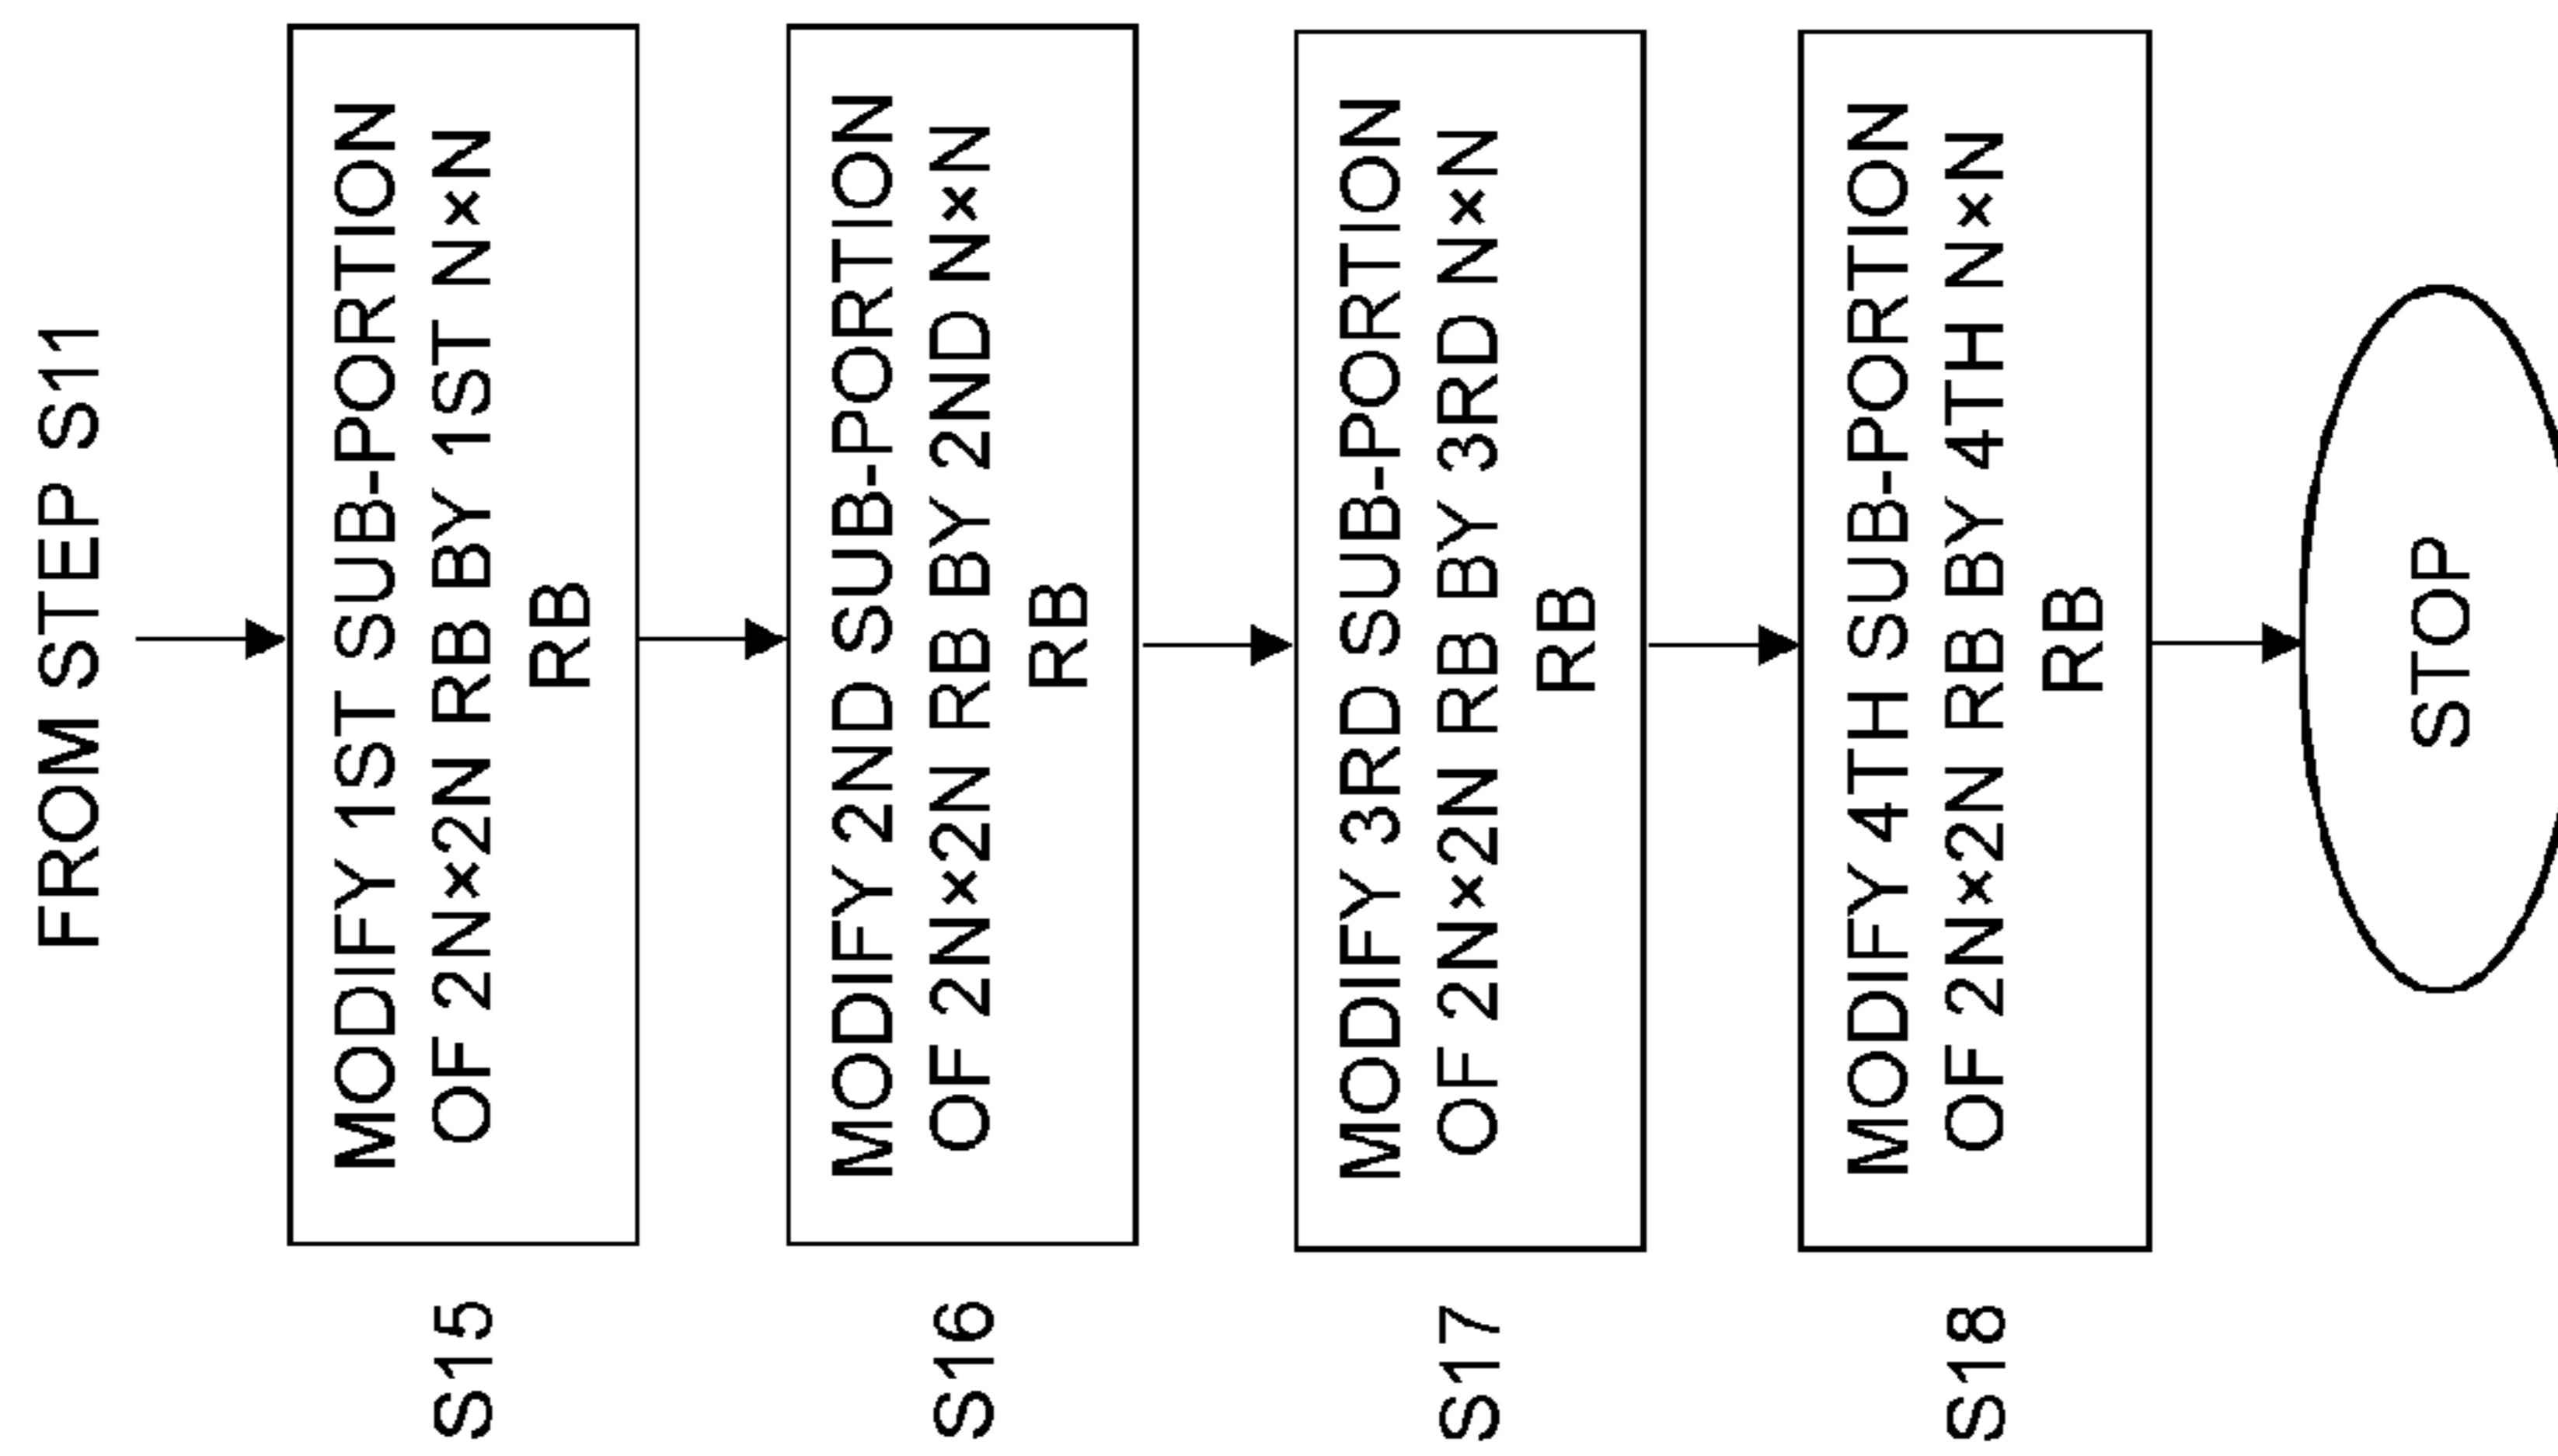 FROM STEP S11
S15
MODIFY 1ST SUB-PORTION
OF 2N×2N RB BY 1ST N×N
RB
S16
MODIFY 2ND SUB-PORTION
OF 2N×2N RB BY 2ND N×N
RB
S17
MODIFY 3RD SUB-PORTION
OF 2N×2N RB BY 3RD N×N
RB
S18
MODIFY 4TH SUB-PORTION
OF 2N×2N RB BY 4TH N×N
RB
STOP